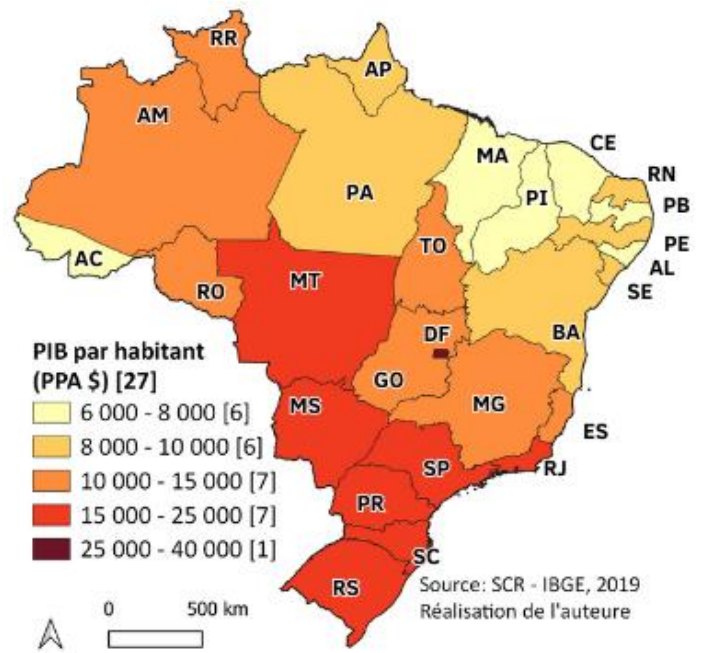 RR
AP
AM
CE
MA
RN
PA
PI
PB
PE
TO
AC
AL
MT
RO
SE
DF
BA
PIB par habitant
(PPA $) [27]
GO
6 000 - 8 000 [6]
MS
MG
8 000 - 10 000 [6]
ES
10 000 - 15 000 [7]
SP
RJ
15 000 - 25 000 [7]
PR
25 000 - 40 000 [1]
SC
RS
Source: SCR - IBGE, 2019
Réalisation de l'auteure
0 500 km